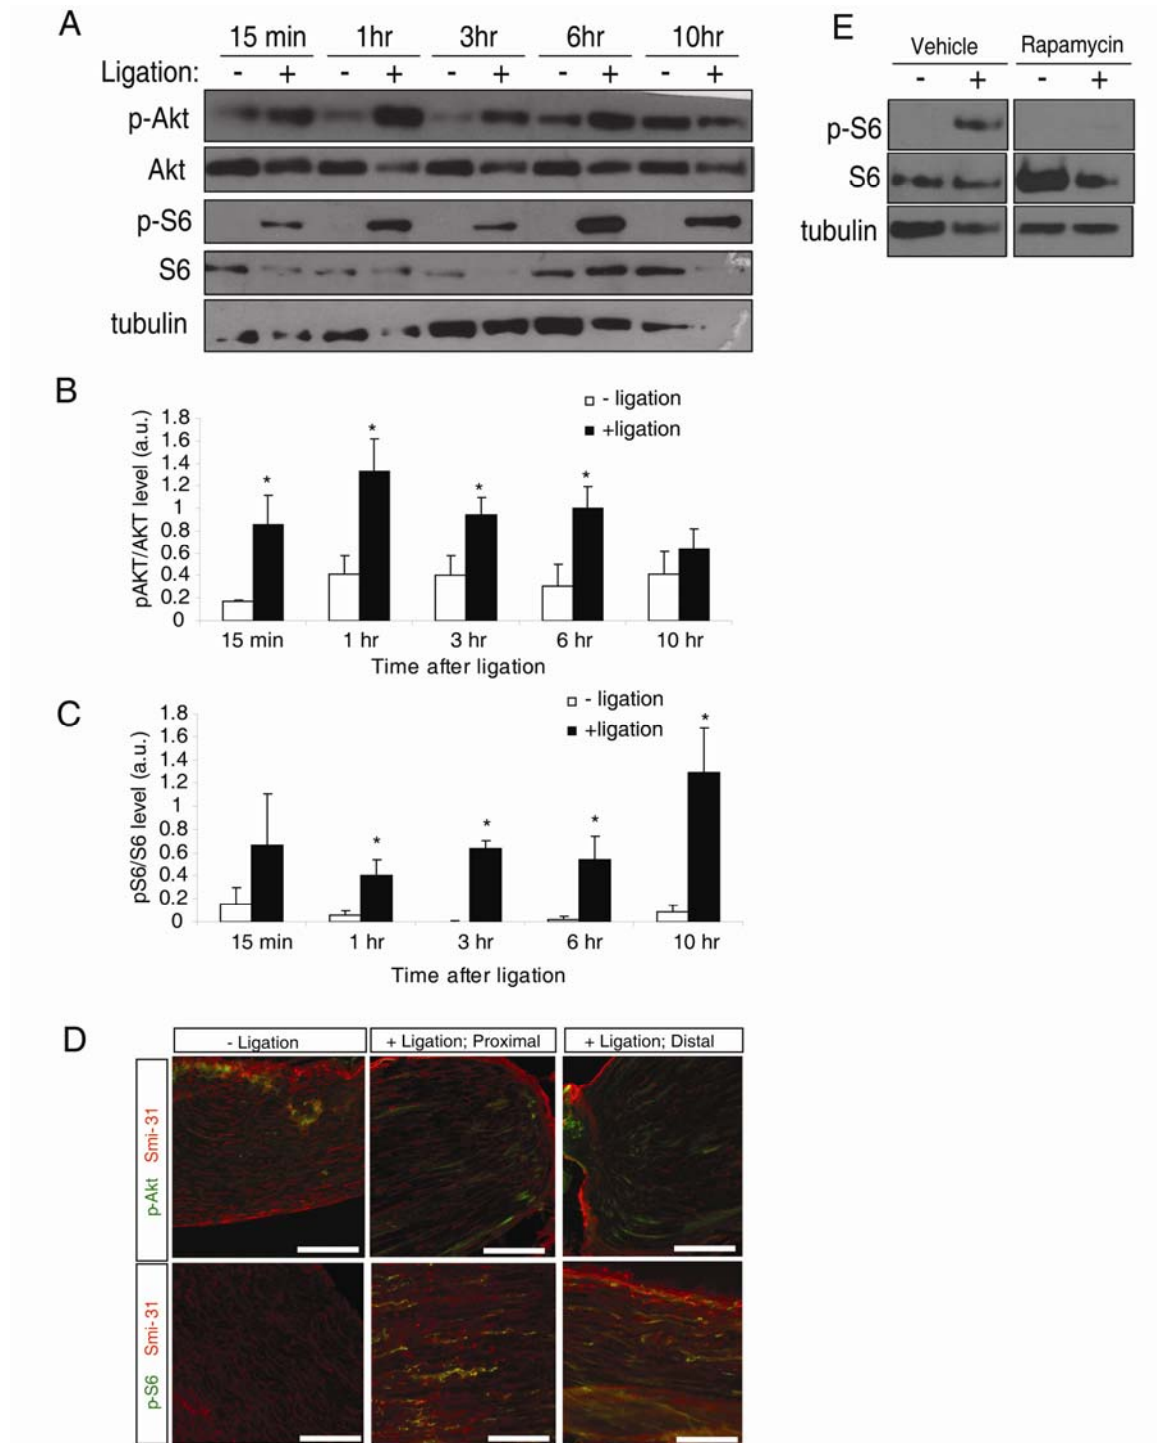 A
15 min 1hr 3hr 6hr 10hr
Ligation: - + - + - + - + - +
p-Akt
Akt
p-S6
S6
tubulin
E
Vehicle Rapamycin
- + - +
p-S6
S6
tubulin
B
- ligation
+ligation
pAKT/AKT level (a.u.)
1.8
1.6
1.4
1.2
1
0.8
0.6
0.4
0.2
0
* * * *
15 min 1 hr 3 hr 6 hr 10 hr
Time after ligation
C
- ligation
+ligation
pS6/S6 level (a.u.)
1.8
1.6
1.4
1.2
1
0.8
0.6
0.4
0.2
0
* * * *
15 min 1 hr 3 hr 6 hr 10 hr
Time after ligation
D
- Ligation + Ligation; Proximal + Ligation; Distal
p-Akt Smi-31
p-S6 Smi-31